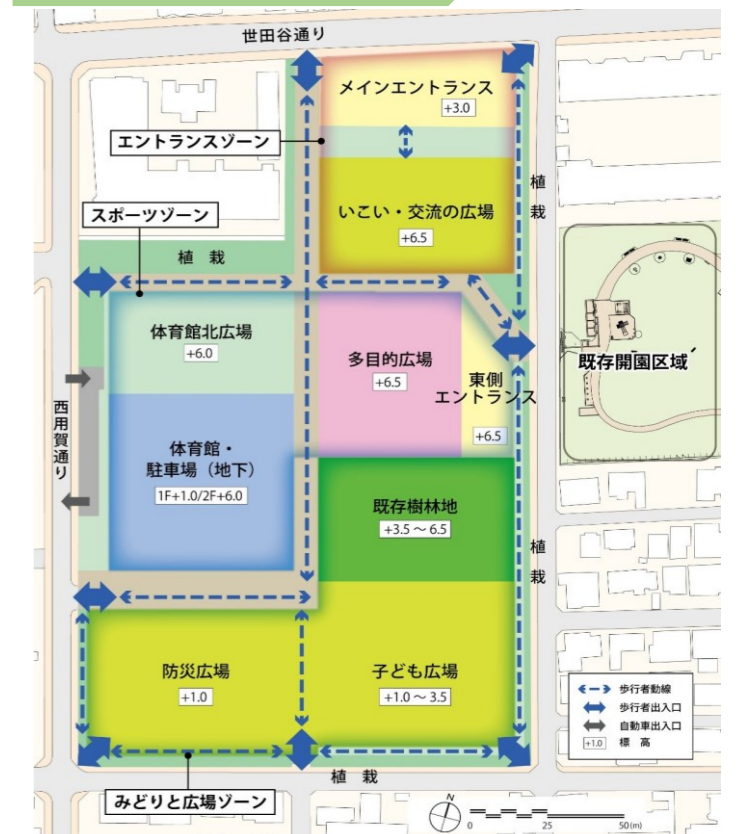 世田谷通り
メインエントランス
+3.0
エントランスゾーン
植
栽
いこい・交流の広場
+6.5
スポーツゾーン
植 栽
体育館北広場
+6.0
多目的広場
+6.5
東側
エントランス
+6.5
既存開園区域
西用賀通り
体育館・
駐車場（地下）
1F+1.0/2F+6.0
既存樹林地
+3.5 〜 6.5
植
栽
防災広場
+1.0
子ども広場
+1.0 〜 3.5
歩行者動線
歩行者出入口
自動車出入口
+1.0 標 高
植 栽
みどりと広場ゾーン
N
0 25 50(m)